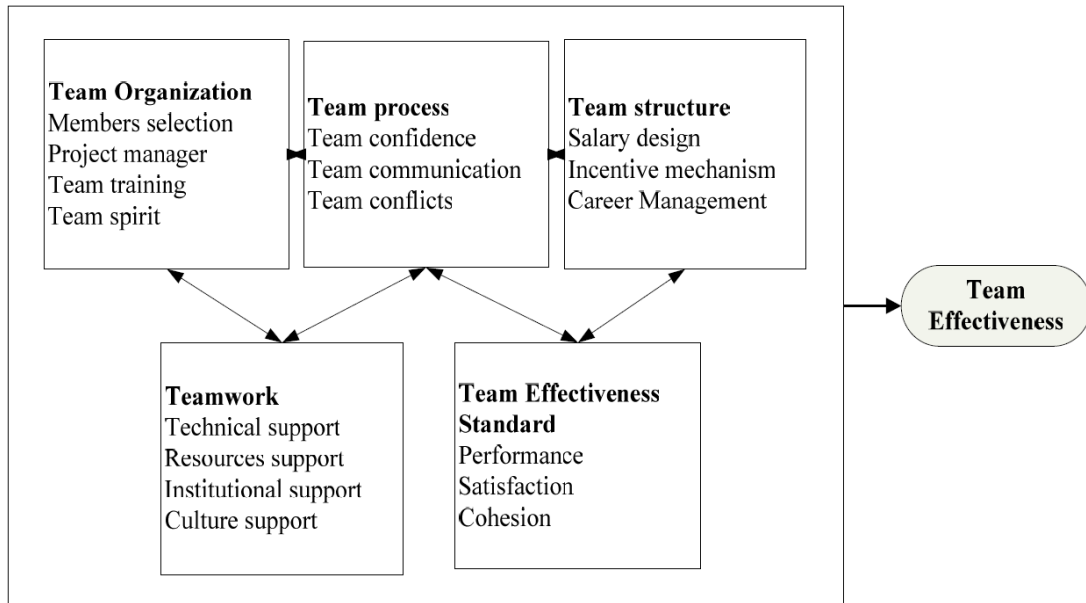 Team Organization
Members selection
Project manager
Team training
Team spirit
Team process
Team confidence
Team communication
Team conflicts
Team structure
Salary design
Incentive mechanism
Career Management
Teamwork
Technical support
Resources support
Institutional support
Culture support
Team Effectiveness
Standard
Performance
Satisfaction
Cohesion
Team
Effectiveness